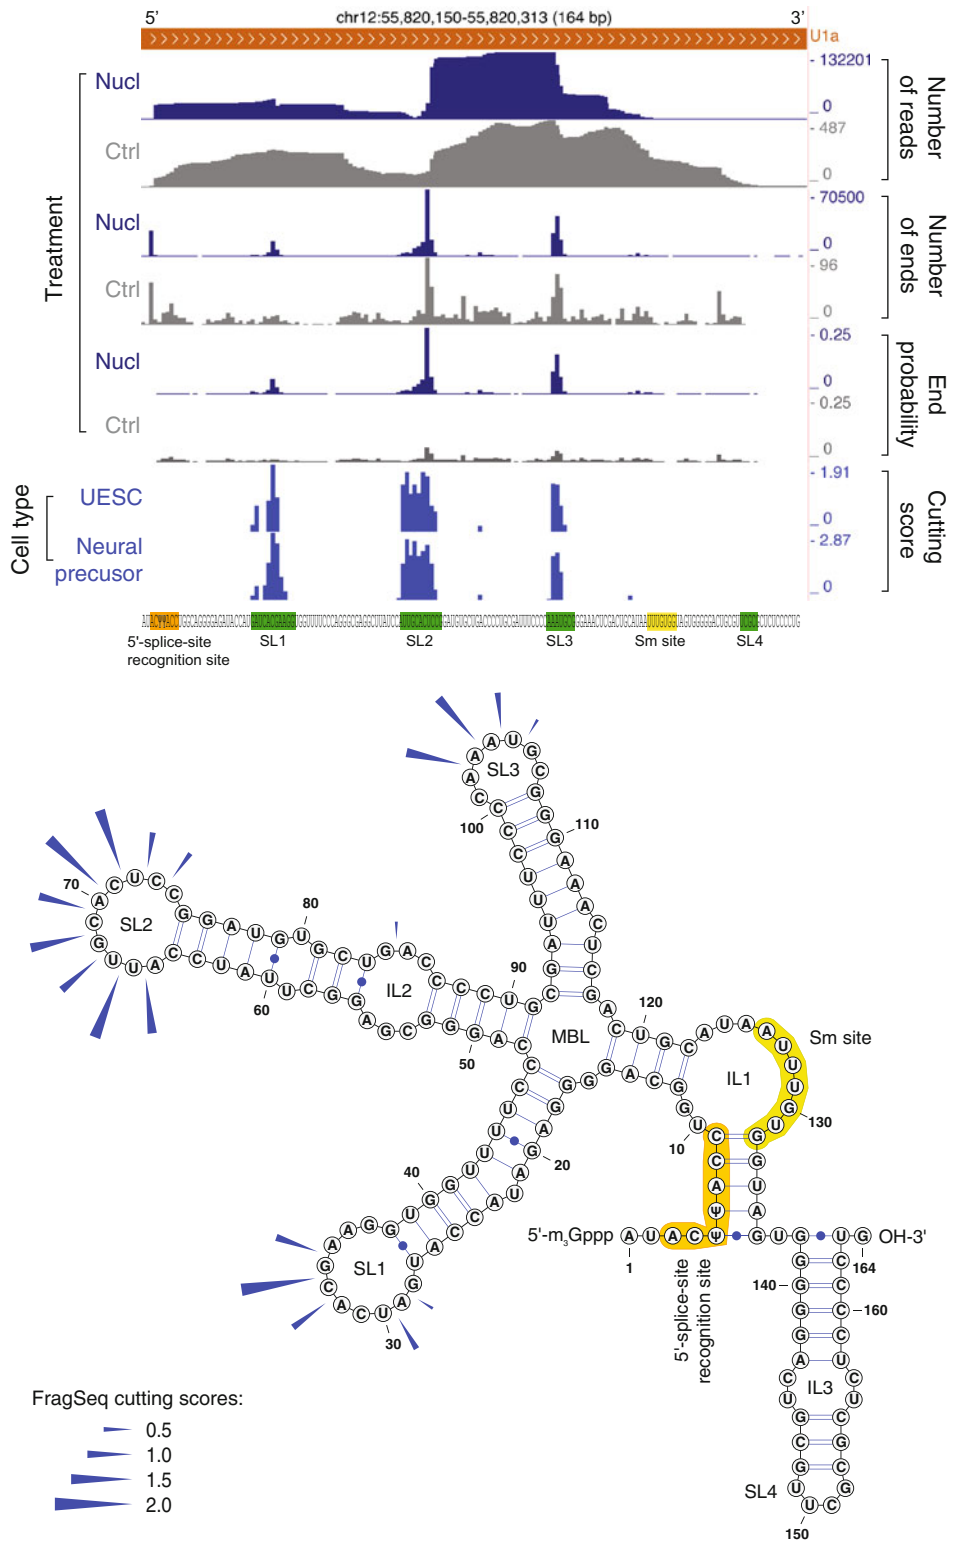 5’ chr12:55,820,150-55,820,313 (164 bp) 3’
U1a
Nucl
132201
0
Ctrl
487
0
Number of reads
Treatment
Nucl
70500
0
Ctrl
96
0
Number of ends
Nucl
0.25
0
Ctrl
0.25
0
End probability
Cell type
UESC
1.91
0
Neural precusor
2.87
0
Cutting score
5'-splice-site recognition site
SL1
SL2
SL3
Sm site
SL4
SL3
100
110
70
SL2
80
60
IL2
90
50
MBL
120
Sm site
IL1
130
10
20
40
SL1
30
5'-m3Gppp
1
OH-3'
164
5'-splice-site recognition site
140
160
IL3
SL4
150
FragSeq cutting scores:
0.5
1.0
1.5
2.0